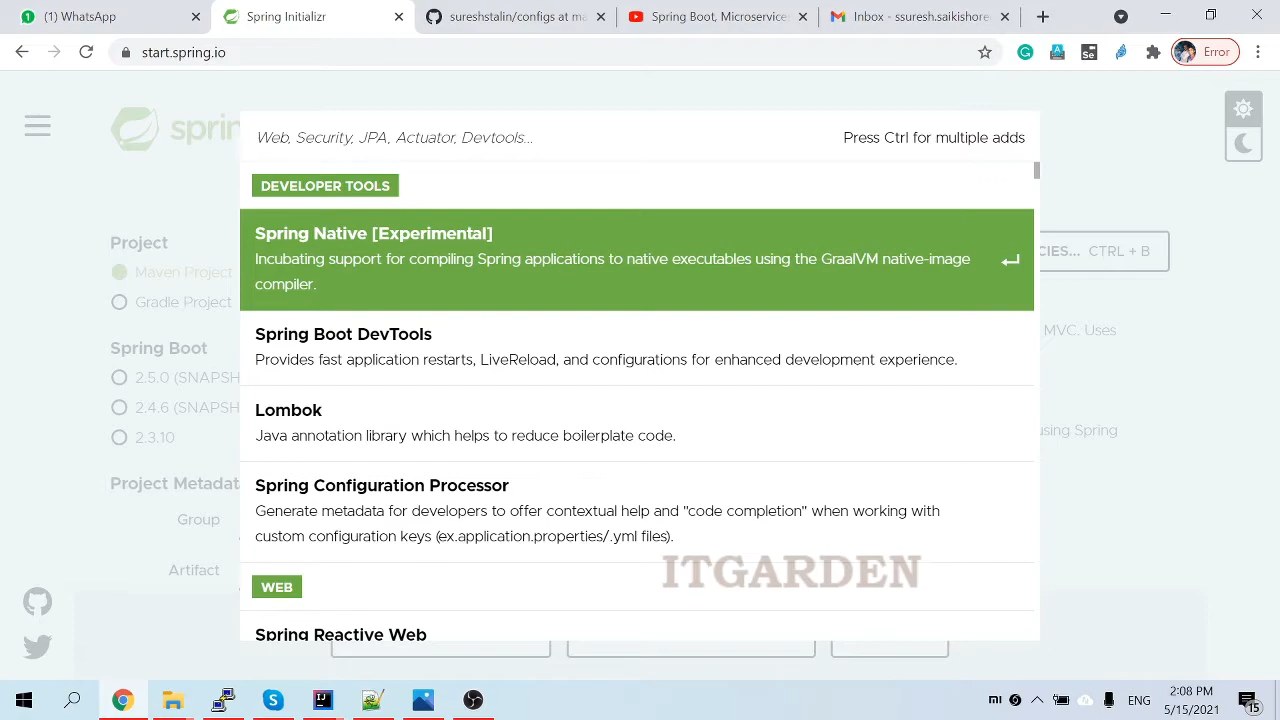 (1) WhatsApp
Spring Initializr
sureshstalin at ma
Spring Boot Microservice
Inbox - suresh.saikishore
start.spring.io
Error
sprin
Web, Security, JPA, Actuator, Devtools...
Press Ctrl for multiple adds
DEVELOPER TOOLS
Spring Native [Experimental]
Incubating support for compiling Spring applications to native executables using the GraalVM native-image
compiler.
Spring Boot DevTools
Provides fast application restarts, LiveReload, and configurations for enhanced development experience.
Lombok
Java annotation library which helps to reduce boilerplate code.
Spring Configuration Processor
Generate metadata for developers to offer contextual help and "code completion" when working with
custom configuration keys (ex.application.properties/.yml files).
WEB
Spring Reactive Web
Project
Maven Project
Gradle Project
Spring Boot
2.5.0 (SNAPSH
2.4.6 (SNAPSH
2.3.10
Project Metadat
Group
Artifact
CIES... CTRL + B
MVC. Uses
using Spring
ITGARDEN
ENG
2:08 PM
5/15/2021
15